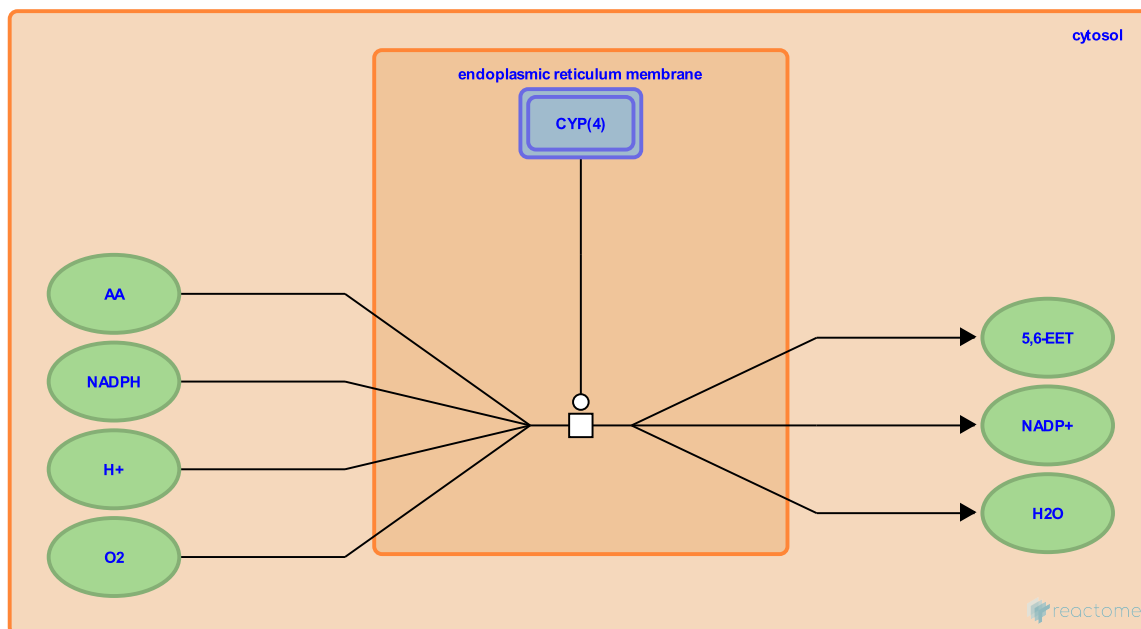 cytosol
endoplasmic reticulum membrane
CYP(4)
AA
NADPH
H+
O2
5,6-EET
NADP+
H2O
reactome